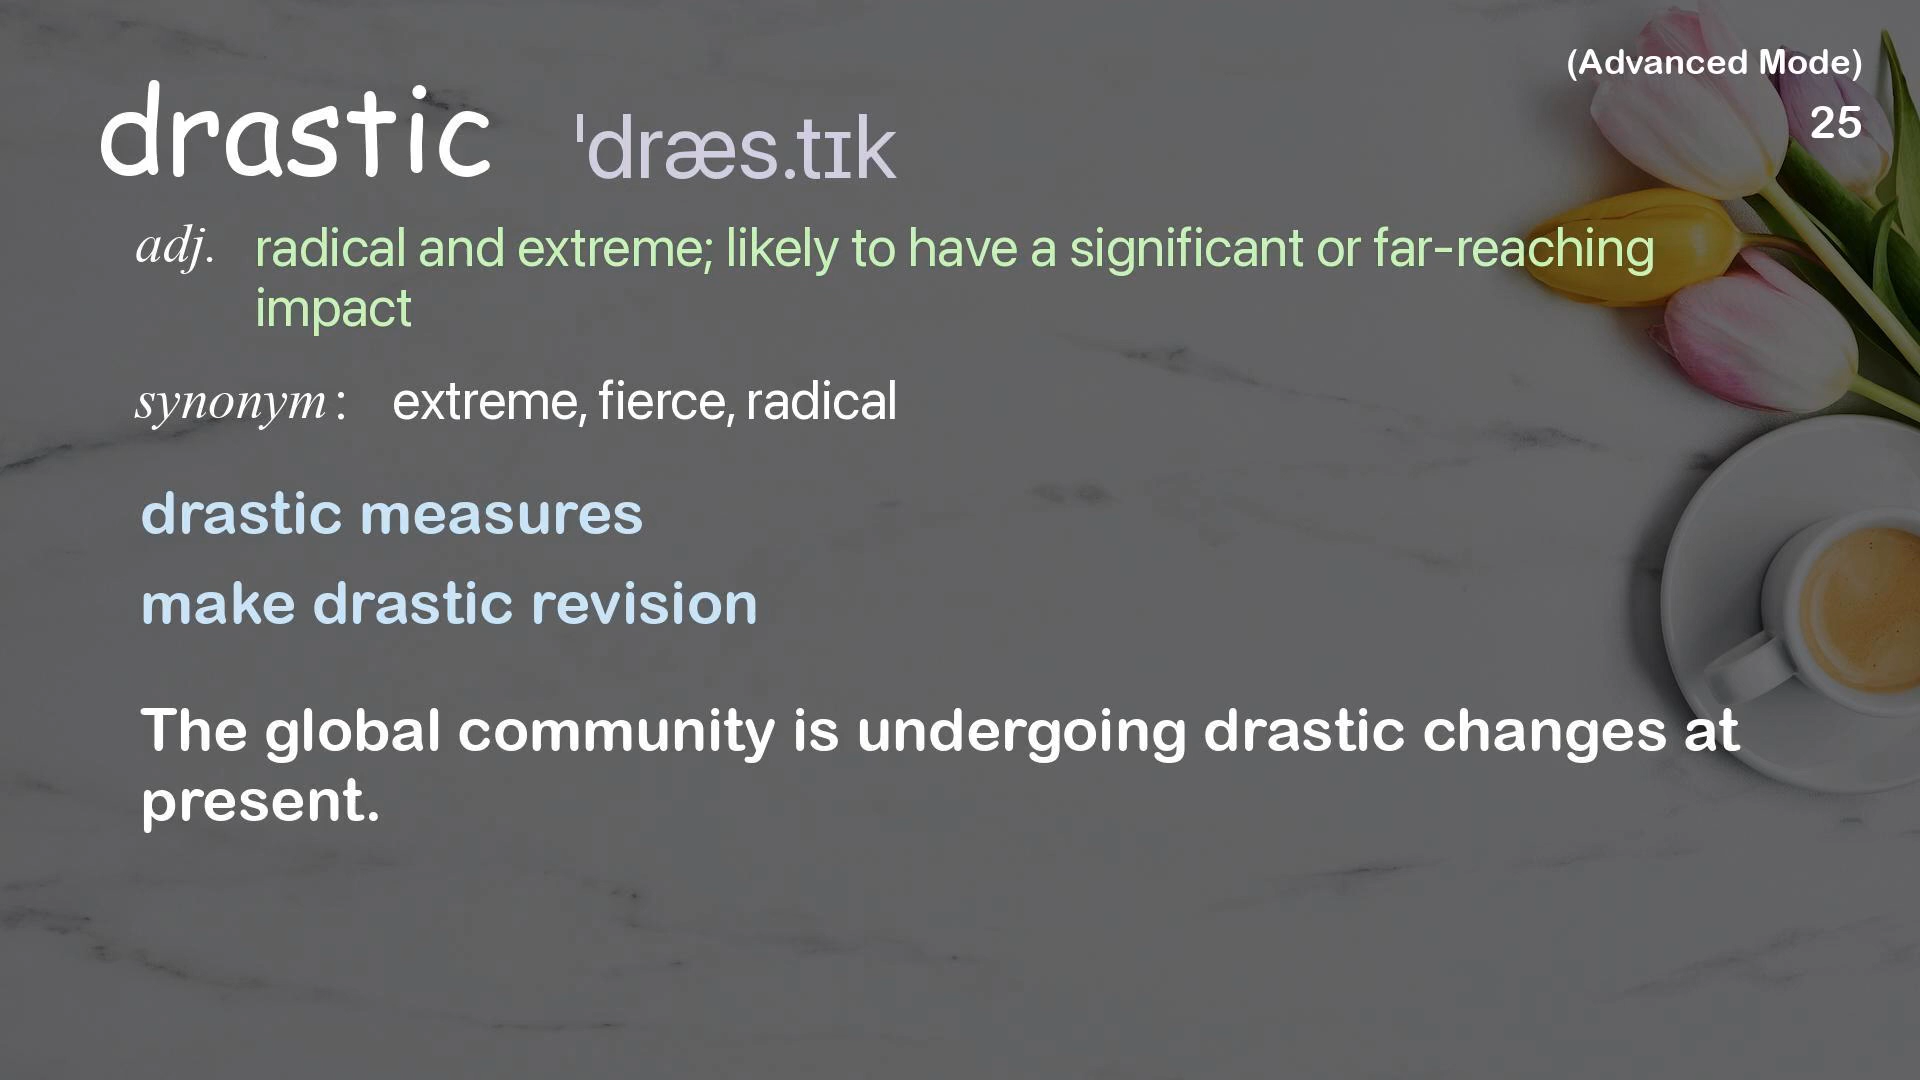 (Advanced Mode)
25
drastic ˈdræs.tɪk
adj. radical and extreme; likely to have a significant or far-reaching
impact
synonym: extreme, fierce, radical
drastic measures
make drastic revision
The global community is undergoing drastic changes at
present.